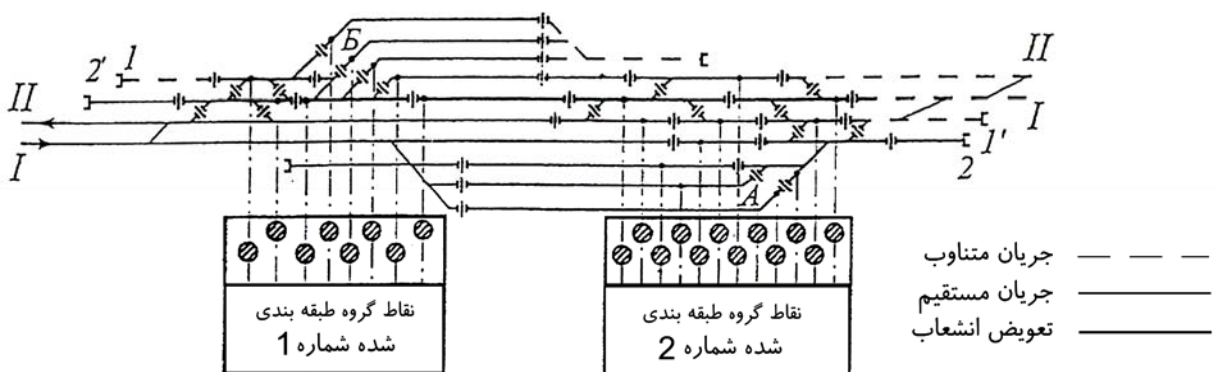 Б
II
2' 1
II
II
I
I
1'
2
А
جریان متناوب
جریان مستقیم
تعویض انشعاب
نقاط گروه طبقه بندی
شده شماره 1
نقاط گروه طبقه بندی
شده شماره 2